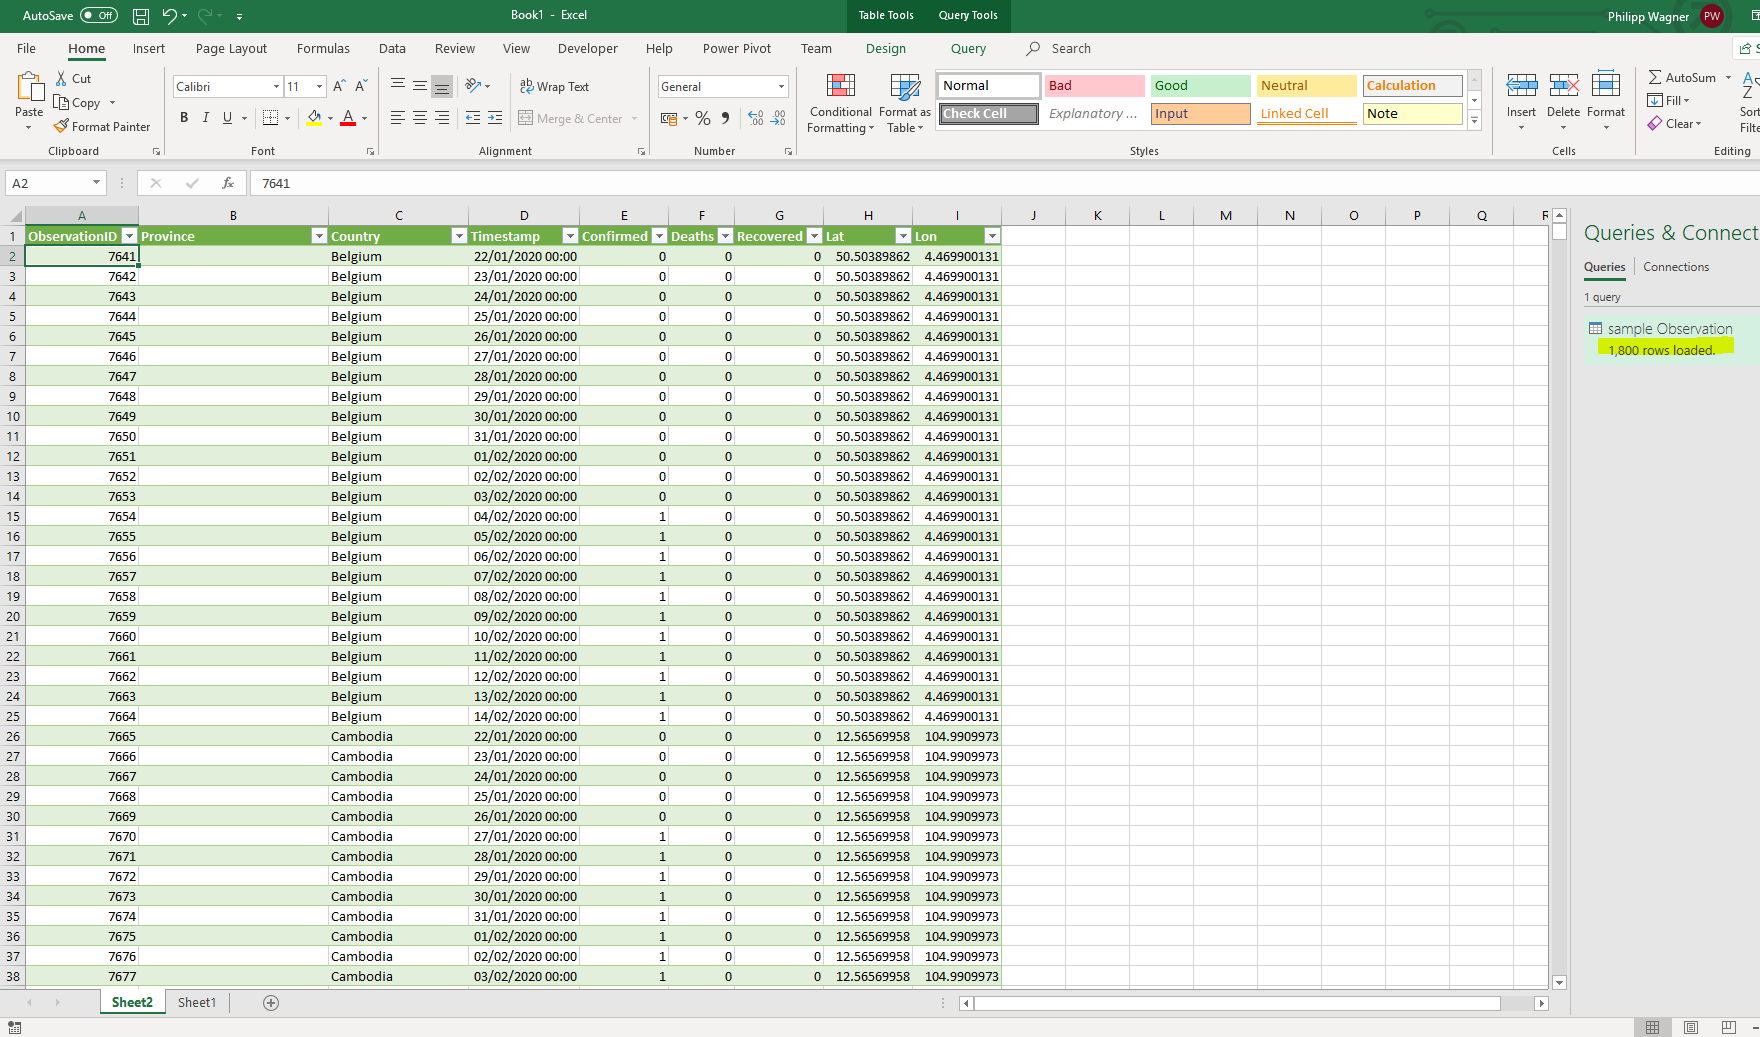 AutoSave Off Book1 - Excel Table Tools Query Tools Philipp Wagner PW
File Home Insert Page Layout Formulas Data Review View Developer Help Power Pivot Team Design Query Search
Paste Cut Copy Format Painter Clipboard
Calibri 11 B I U A Font
Wrap Text Merge & Center Alignment
General % Number
Conditional Formatting Format as Table
Normal Bad Good Neutral Calculation
Check Cell Explanatory ... Input Linked Cell Note
Styles
Insert Delete Format Cells
AutoSum Fill Clear Editing
A2 fx 7641
A B C D E F G H I J K L M N O P Q R
1 ObservationID Province Country Timestamp Confirmed Deaths Recovered Lat Lon
2 7641 Belgium 22/01/2020 00:00 0 0 0 50.50389862 4.469900131
3 7642 Belgium 23/01/2020 00:00 0 0 0 50.50389862 4.469900131
4 7643 Belgium 24/01/2020 00:00 0 0 0 50.50389862 4.469900131
5 7644 Belgium 25/01/2020 00:00 0 0 0 50.50389862 4.469900131
6 7645 Belgium 26/01/2020 00:00 0 0 0 50.50389862 4.469900131
7 7646 Belgium 27/01/2020 00:00 0 0 0 50.50389862 4.469900131
8 7647 Belgium 28/01/2020 00:00 0 0 0 50.50389862 4.469900131
9 7648 Belgium 29/01/2020 00:00 0 0 0 50.50389862 4.469900131
10 7649 Belgium 30/01/2020 00:00 0 0 0 50.50389862 4.469900131
11 7650 Belgium 31/01/2020 00:00 0 0 0 50.50389862 4.469900131
12 7651 Belgium 01/02/2020 00:00 0 0 0 50.50389862 4.469900131
13 7652 Belgium 02/02/2020 00:00 0 0 0 50.50389862 4.469900131
14 7653 Belgium 03/02/2020 00:00 0 0 0 50.50389862 4.469900131
15 7654 Belgium 04/02/2020 00:00 1 0 0 50.50389862 4.469900131
16 7655 Belgium 05/02/2020 00:00 1 0 0 50.50389862 4.469900131
17 7656 Belgium 06/02/2020 00:00 1 0 0 50.50389862 4.469900131
18 7657 Belgium 07/02/2020 00:00 1 0 0 50.50389862 4.469900131
19 7658 Belgium 08/02/2020 00:00 1 0 0 50.50389862 4.469900131
20 7659 Belgium 09/02/2020 00:00 1 0 0 50.50389862 4.469900131
21 7660 Belgium 10/02/2020 00:00 1 0 0 50.50389862 4.469900131
22 7661 Belgium 11/02/2020 00:00 1 0 0 50.50389862 4.469900131
23 7662 Belgium 12/02/2020 00:00 1 0 0 50.50389862 4.469900131
24 7663 Belgium 13/02/2020 00:00 1 0 0 50.50389862 4.469900131
25 7664 Belgium 14/02/2020 00:00 1 0 0 50.50389862 4.469900131
26 7665 Cambodia 22/01/2020 00:00 0 0 0 12.56569958 104.9909973
27 7666 Cambodia 23/01/2020 00:00 0 0 0 12.56569958 104.9909973
28 7667 Cambodia 24/01/2020 00:00 0 0 0 12.56569958 104.9909973
29 7668 Cambodia 25/01/2020 00:00 0 0 0 12.56569958 104.9909973
30 7669 Cambodia 26/01/2020 00:00 0 0 0 12.56569958 104.9909973
31 7670 Cambodia 27/01/2020 00:00 1 0 0 12.56569958 104.9909973
32 7671 Cambodia 28/01/2020 00:00 1 0 0 12.56569958 104.9909973
33 7672 Cambodia 29/01/2020 00:00 1 0 0 12.56569958 104.9909973
34 7673 Cambodia 30/01/2020 00:00 1 0 0 12.56569958 104.9909973
35 7674 Cambodia 31/01/2020 00:00 1 0 0 12.56569958 104.9909973
36 7675 Cambodia 01/02/2020 00:00 1 0 0 12.56569958 104.9909973
37 7676 Cambodia 02/02/2020 00:00 1 0 0 12.56569958 104.9909973
38 7677 Cambodia 03/02/2020 00:00 1 0 0 12.56569958 104.9909973
Queries & Connect
Queries Connections
1 query
sample Observation
1,800 rows loaded.
Sheet2 Sheet1